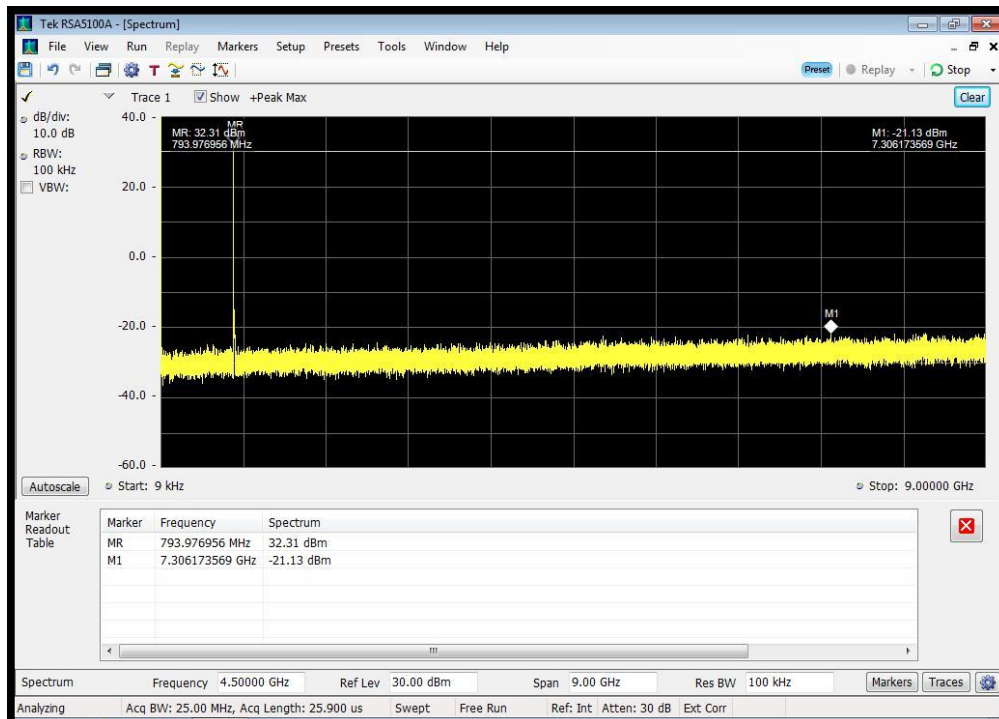 Tek RSA5100A - [Spectrum]
File View Run Replay Markers Setup Presets Tools Window Help
T Preset Replay Stop
Trace 1 Show +Peak Max Clear
dB/div:
10.0 dB
RBW:
100 kHz
VBW:
40.0
20.0
0.0
-20.0
-40.0
-60.0
MR
MR: 32.31 dBm
793.976956 MHz
M1: -21.13 dBm
7.306173569 GHz
M1
Autoscale Start: 9 kHz Stop: 9.00000 GHz
Marker
Readout
Table
Marker Frequency Spectrum
MR 793.976956 MHz 32.31 dBm
M1 7.306173569 GHz -21.13 dBm
Spectrum Frequency 4.50000 GHz Ref Lev 30.00 dBm Span 9.00 GHz Res BW 100 kHz Markers Traces
Analyzing Acq BW: 25.00 MHz, Acq Length: 25.900 us Swept Free Run Ref: Int Atten: 30 dB Ext Corr